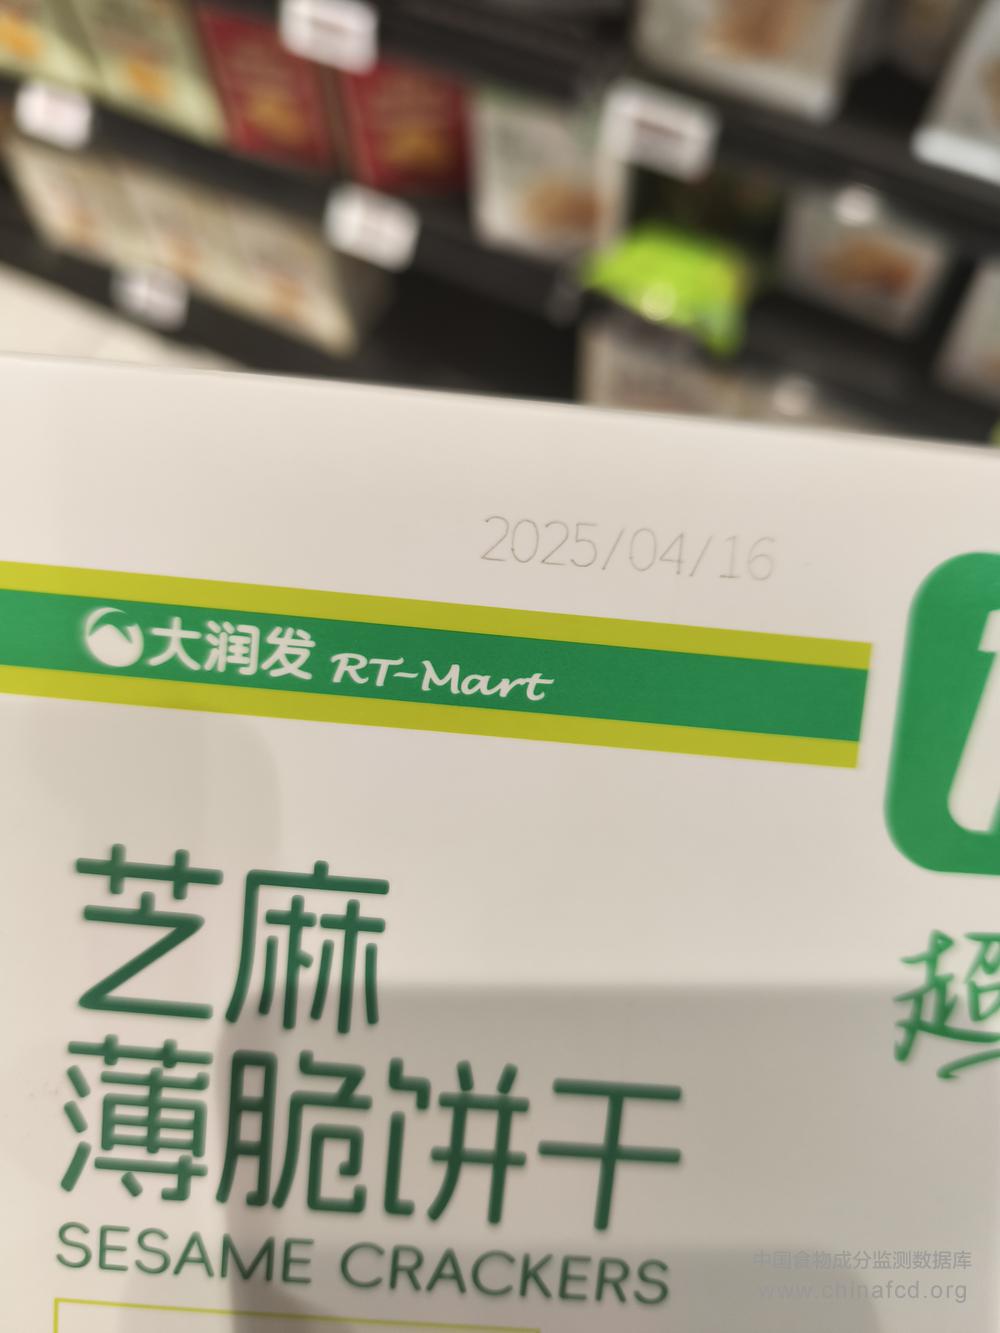 2025/04/16
大润发 RT-Mart
芝麻
薄脆饼干
SESAME CRACKERS
超
中国食物成分监测数据库
www.chinafcd.org